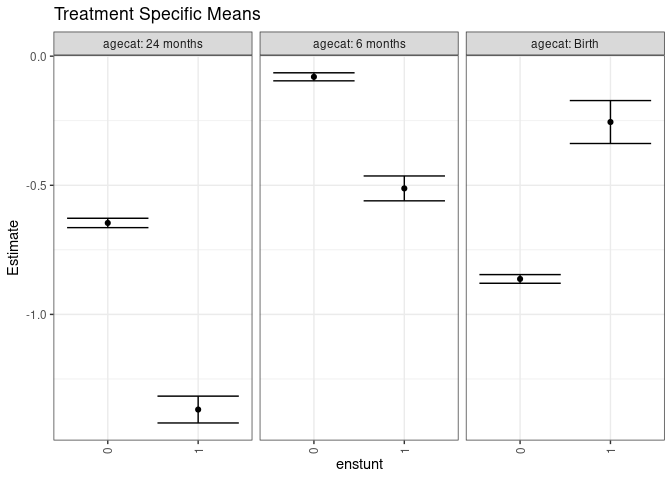 Treatment Specific Means
agecat: 24 months
agecat: 6 months
agecat: Birth
0.0
-0.5
-1.0
Estimate
0
1
0
1
0
1
enstunt